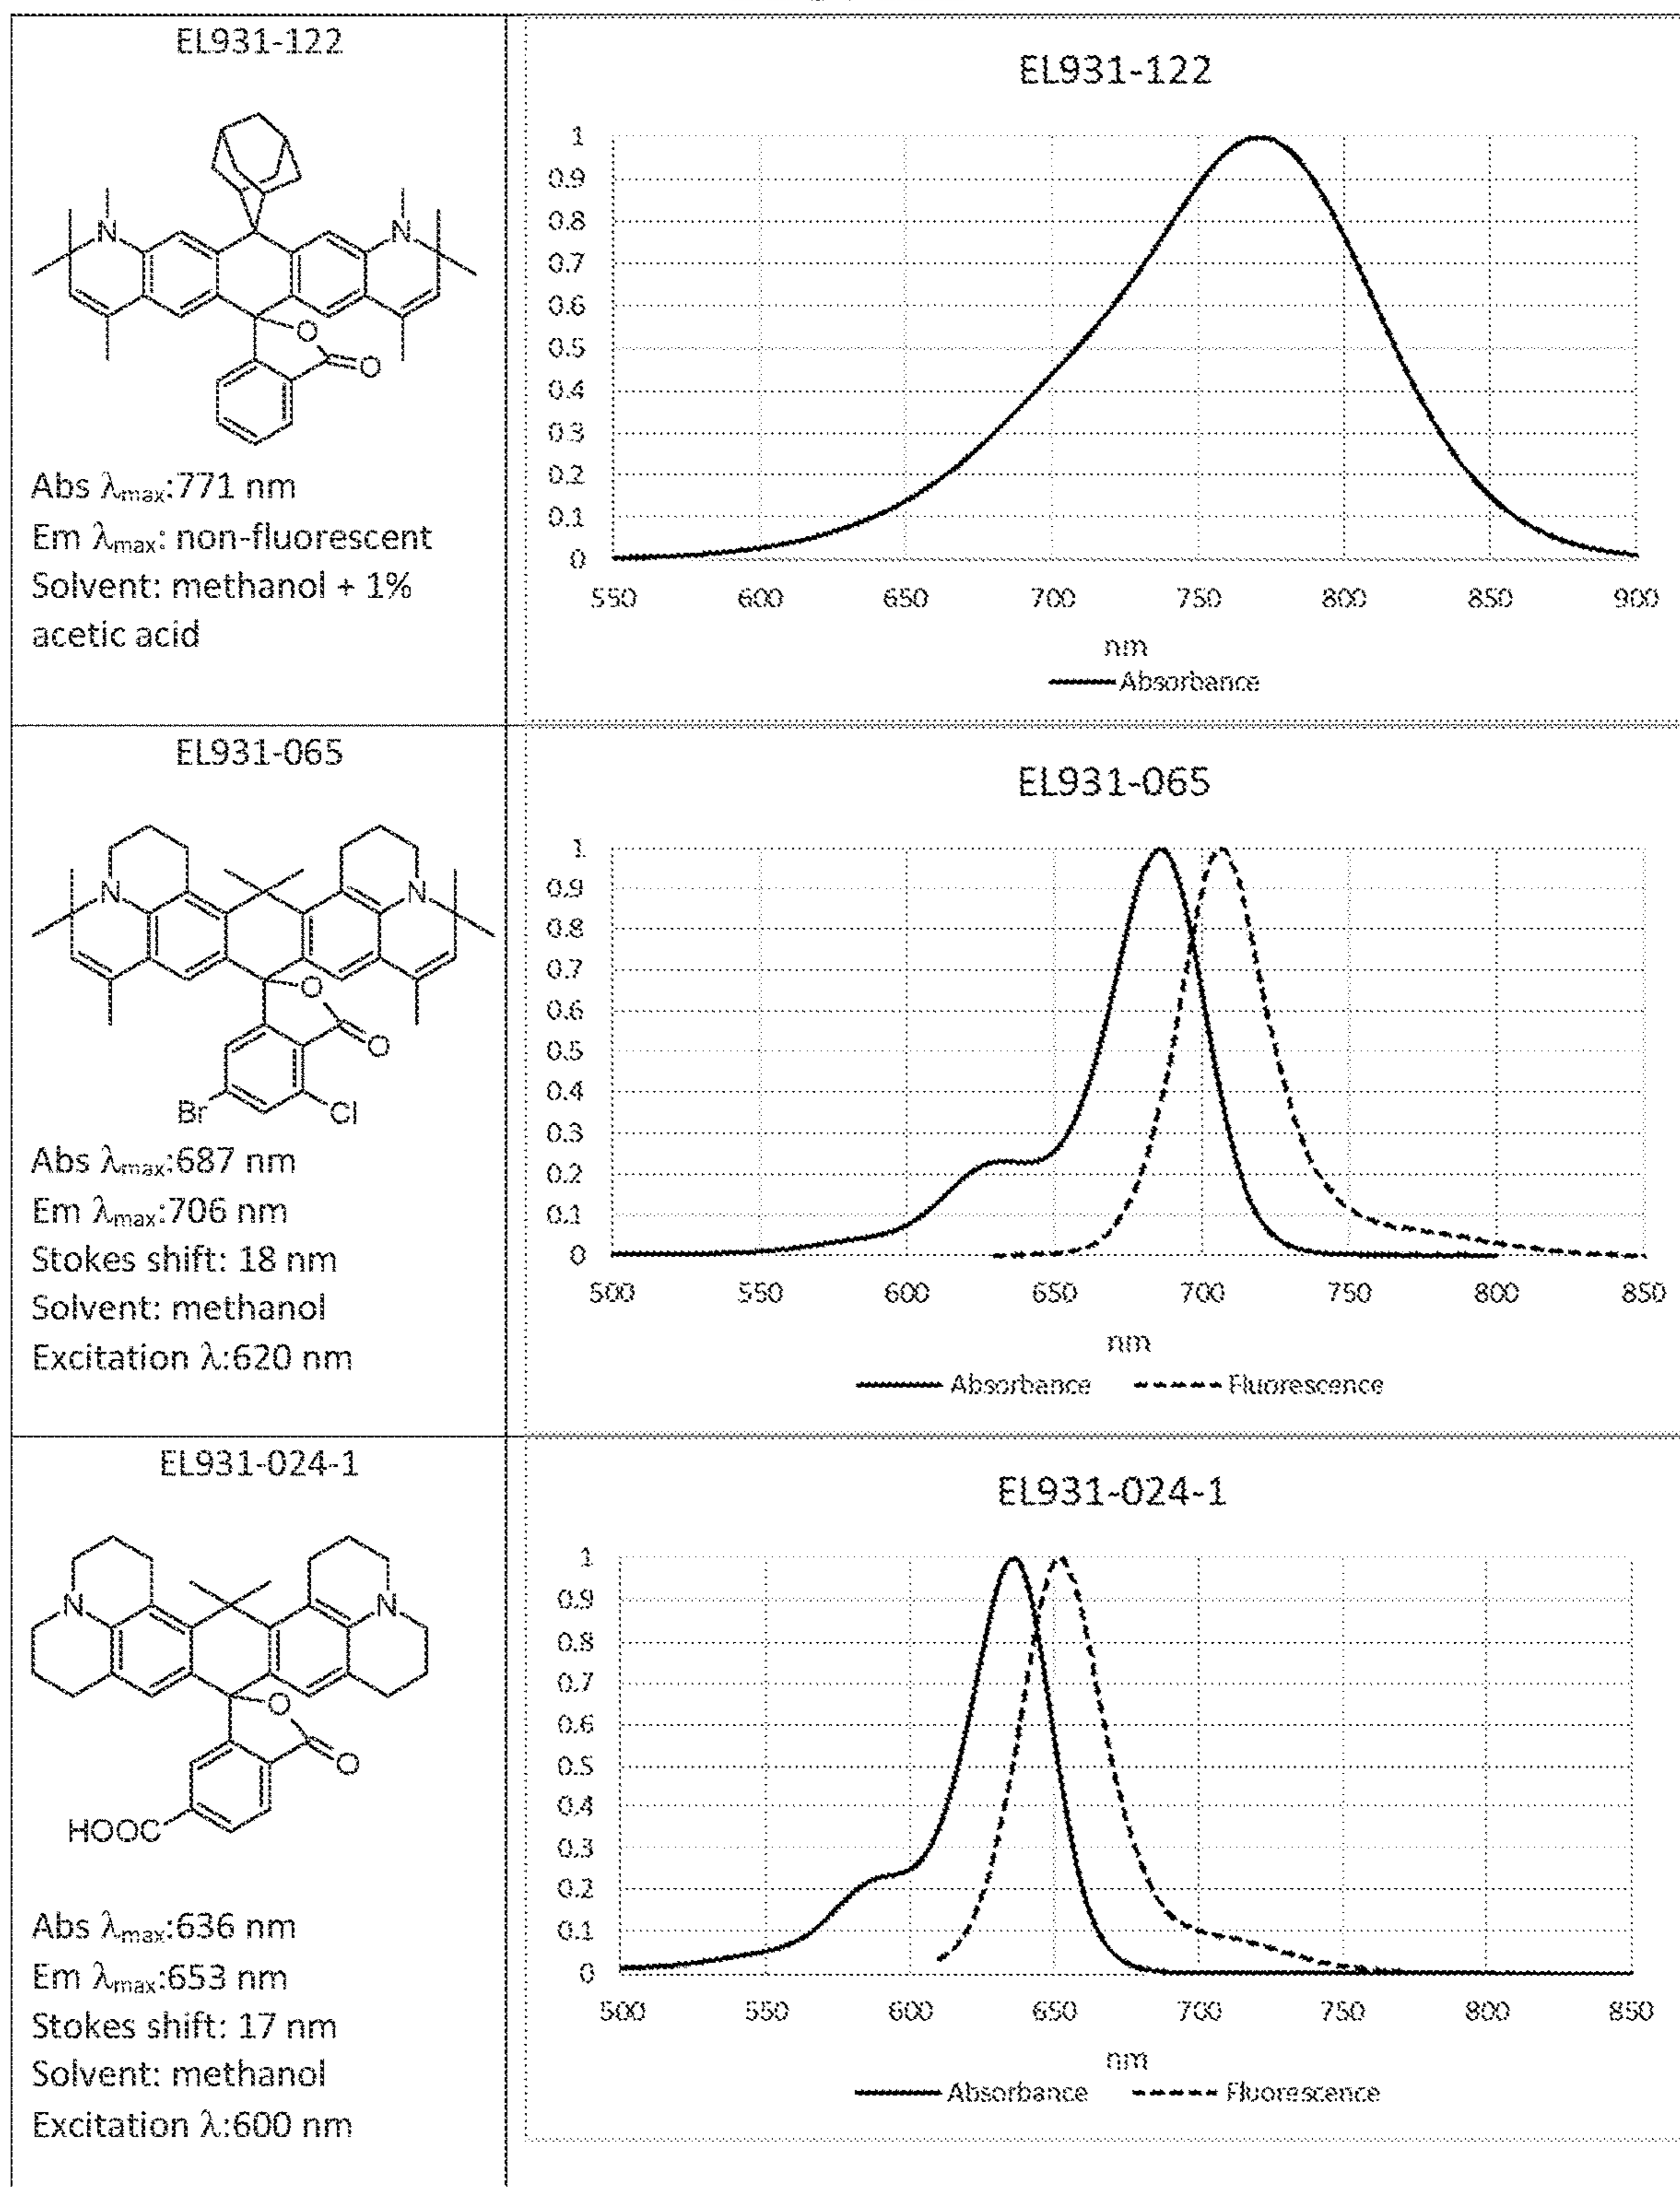 EL931-122
N
N
O
O
Abs λmax:771 nm
Em λmax: non-fluorescent
Solvent: methanol + 1%
acetic acid
EL931-122
1
0.9
0.8
0.7
0.6
0.5
0.4
0.3
0.2
0.1
0
550 600 650 700 750 800 850 900
nm
Absorbance
EL931-065
N
N
O
O
Br
Cl
Abs λmax:687 nm
Em λmax:706 nm
Stokes shift: 18 nm
Solvent: methanol
Excitation λ:620 nm
EL931-065
1
0.9
0.8
0.7
0.6
0.5
0.4
0.3
0.2
0.1
0
500 550 600 650 700 750 800 850
nm
Absorbance Fluorescence
EL931-024-1
N
N
O
O
HOOC
Abs λmax:636 nm
Em λmax:653 nm
Stokes shift: 17 nm
Solvent: methanol
Excitation λ:600 nm
EL931-024-1
1
0.9
0.8
0.7
0.6
0.5
0.4
0.3
0.2
0.1
0
500 550 600 650 700 750 800 850
nm
Absorbance Fluorescence